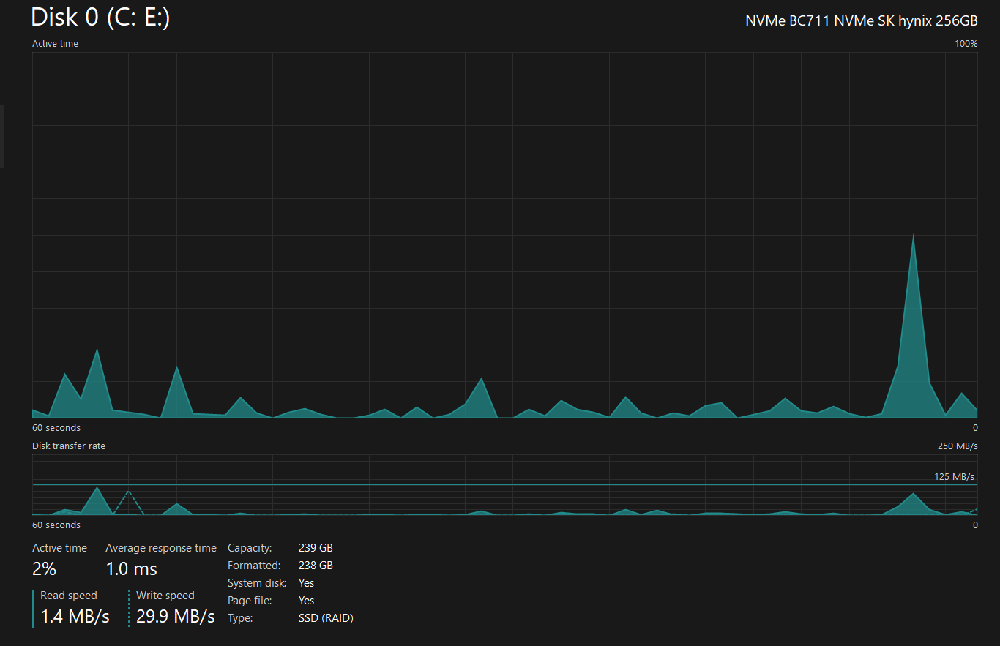 Disk 0 (C: E:)
NVMe BC711 NVMe SK hynix 256GB
Active time
100%
60 seconds
0
Disk transfer rate
250 MB/s
125 MB/s
60 seconds
0
Active time
2%
Average response time
1.0 ms
Read speed
1.4 MB/s
Write speed
29.9 MB/s
Capacity: 239 GB
Formatted: 238 GB
System disk: Yes
Page file: Yes
Type: SSD (RAID)